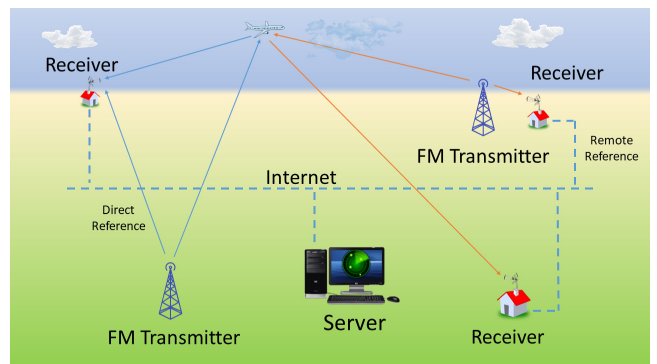 Receiver
Receiver
FM Transmitter
Remote
Reference
Internet
Direct
Reference
FM Transmitter
Server
Receiver